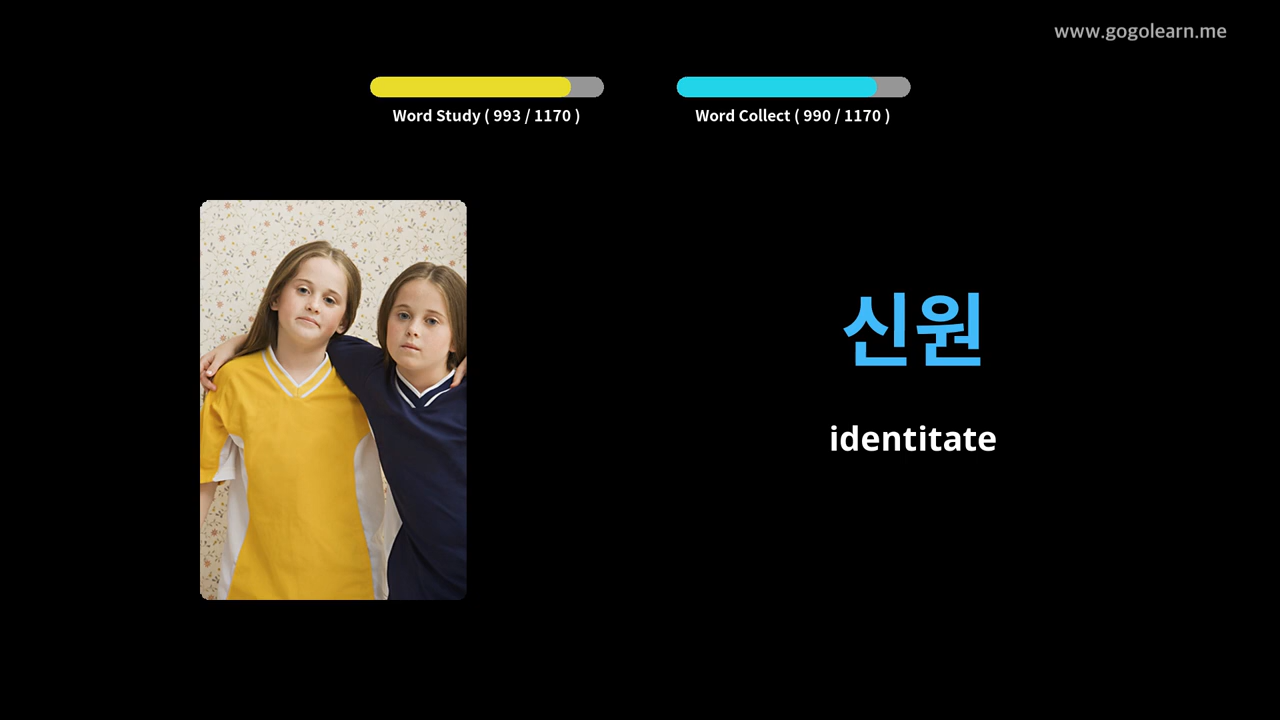 www.gogolearn.me
Word Study ( 993 / 1170 )
Word Collect ( 990 / 1170 )
신원
identitate